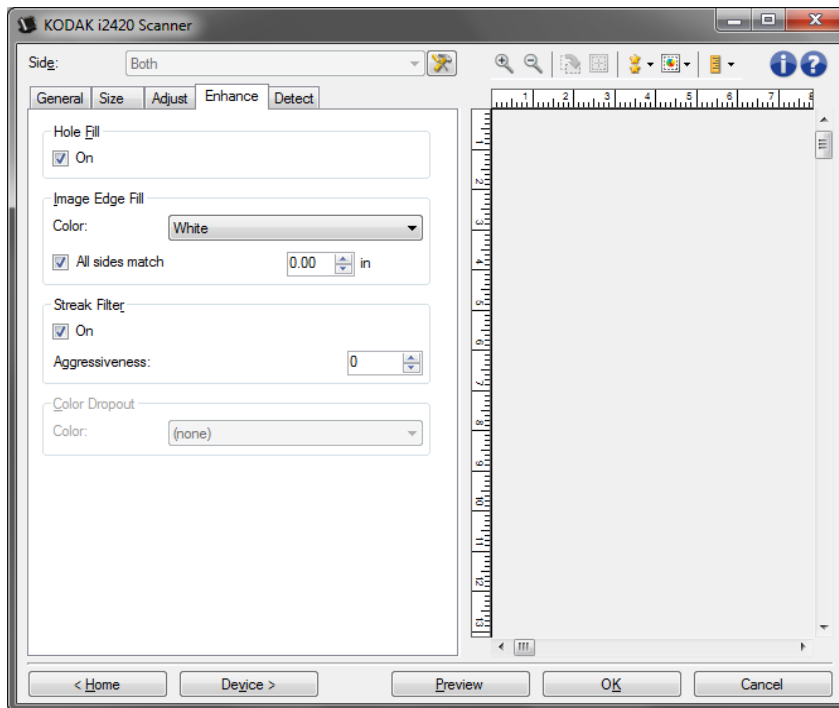 KODAK i2420 Scanner
Side: Both
General Size Adjust Enhance Detect
Hole Fill
On
Image Edge Fill
Color: White
All sides match 0.00 in
Streak Filter
On
Aggressiveness: 0
Color Dropout
Color: (none)
1 2 3 4 5 6 7 8
1
2
3
4
5
6
7
8
9
10
11
12
13
< Home Device > Preview OK Cancel